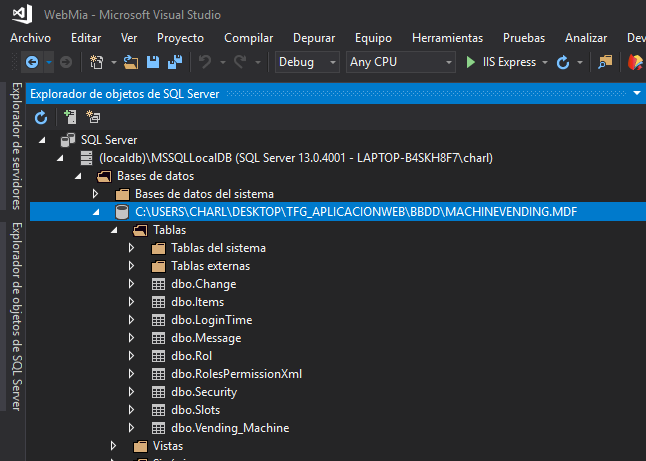 WebMia - Microsoft Visual Studio
Archivo Editar Ver Proyecto Compilar Depurar Equipo Herramientas Pruebas Analizar
Debug Any CPU IIS Express
Explorador de objetos de SQL Server
Explorador de servidores
Explorador de objetos de SQL Server
SQL Server
(localdb)\MSSQLLocalDB (SQL Server 13.0.4001 - LAPTOP-B4SKH8F7\charl)
Bases de datos
Bases de datos del sistema
C:\USERS\CHARL\DESKTOP\TFG_APLICACIONWEB\BBDD\MACHINEVENDING.MDF
Tablas
Tablas del sistema
Tablas externas
dbo.Change
dbo.Items
dbo.LoginTime
dbo.Message
dbo.Rol
dbo.RolesPermissionXml
dbo.Security
dbo.Slots
dbo.Vending_Machine
Vistas